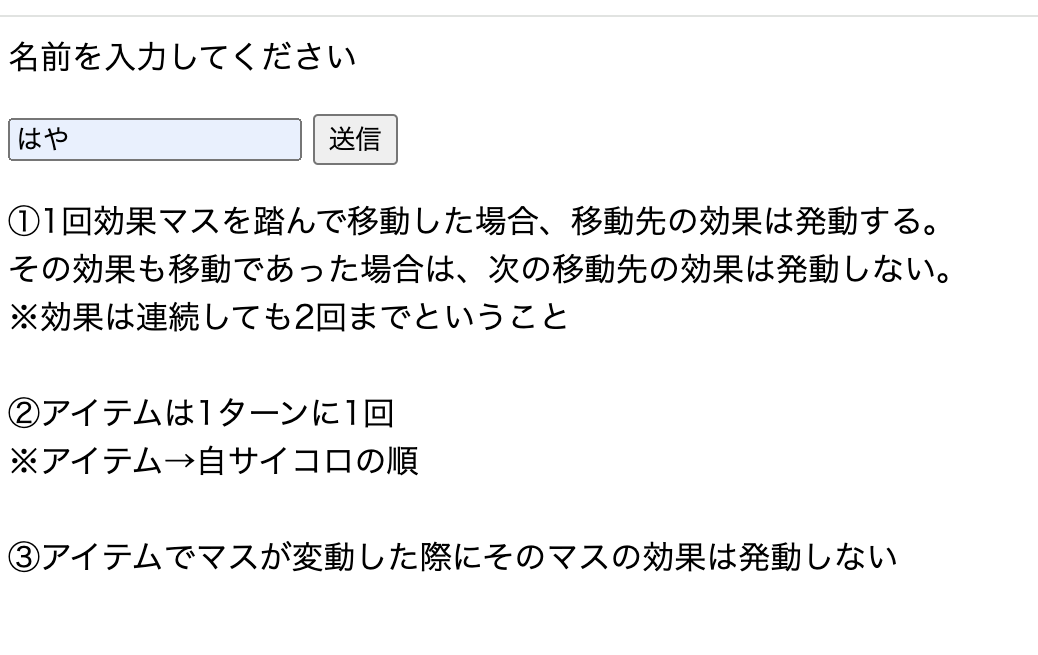 名前を入力してください
はや 送信
①1回効果マスを踏んで移動した場合、移動先の効果は発動する。
その効果も移動であった場合は、次の移動先の効果は発動しない。
※効果は連続しても2回までということ
②アイテムは1ターンに1回
※アイテム→自サイコロの順
③アイテムでマスが変動した際にそのマスの効果は発動しない